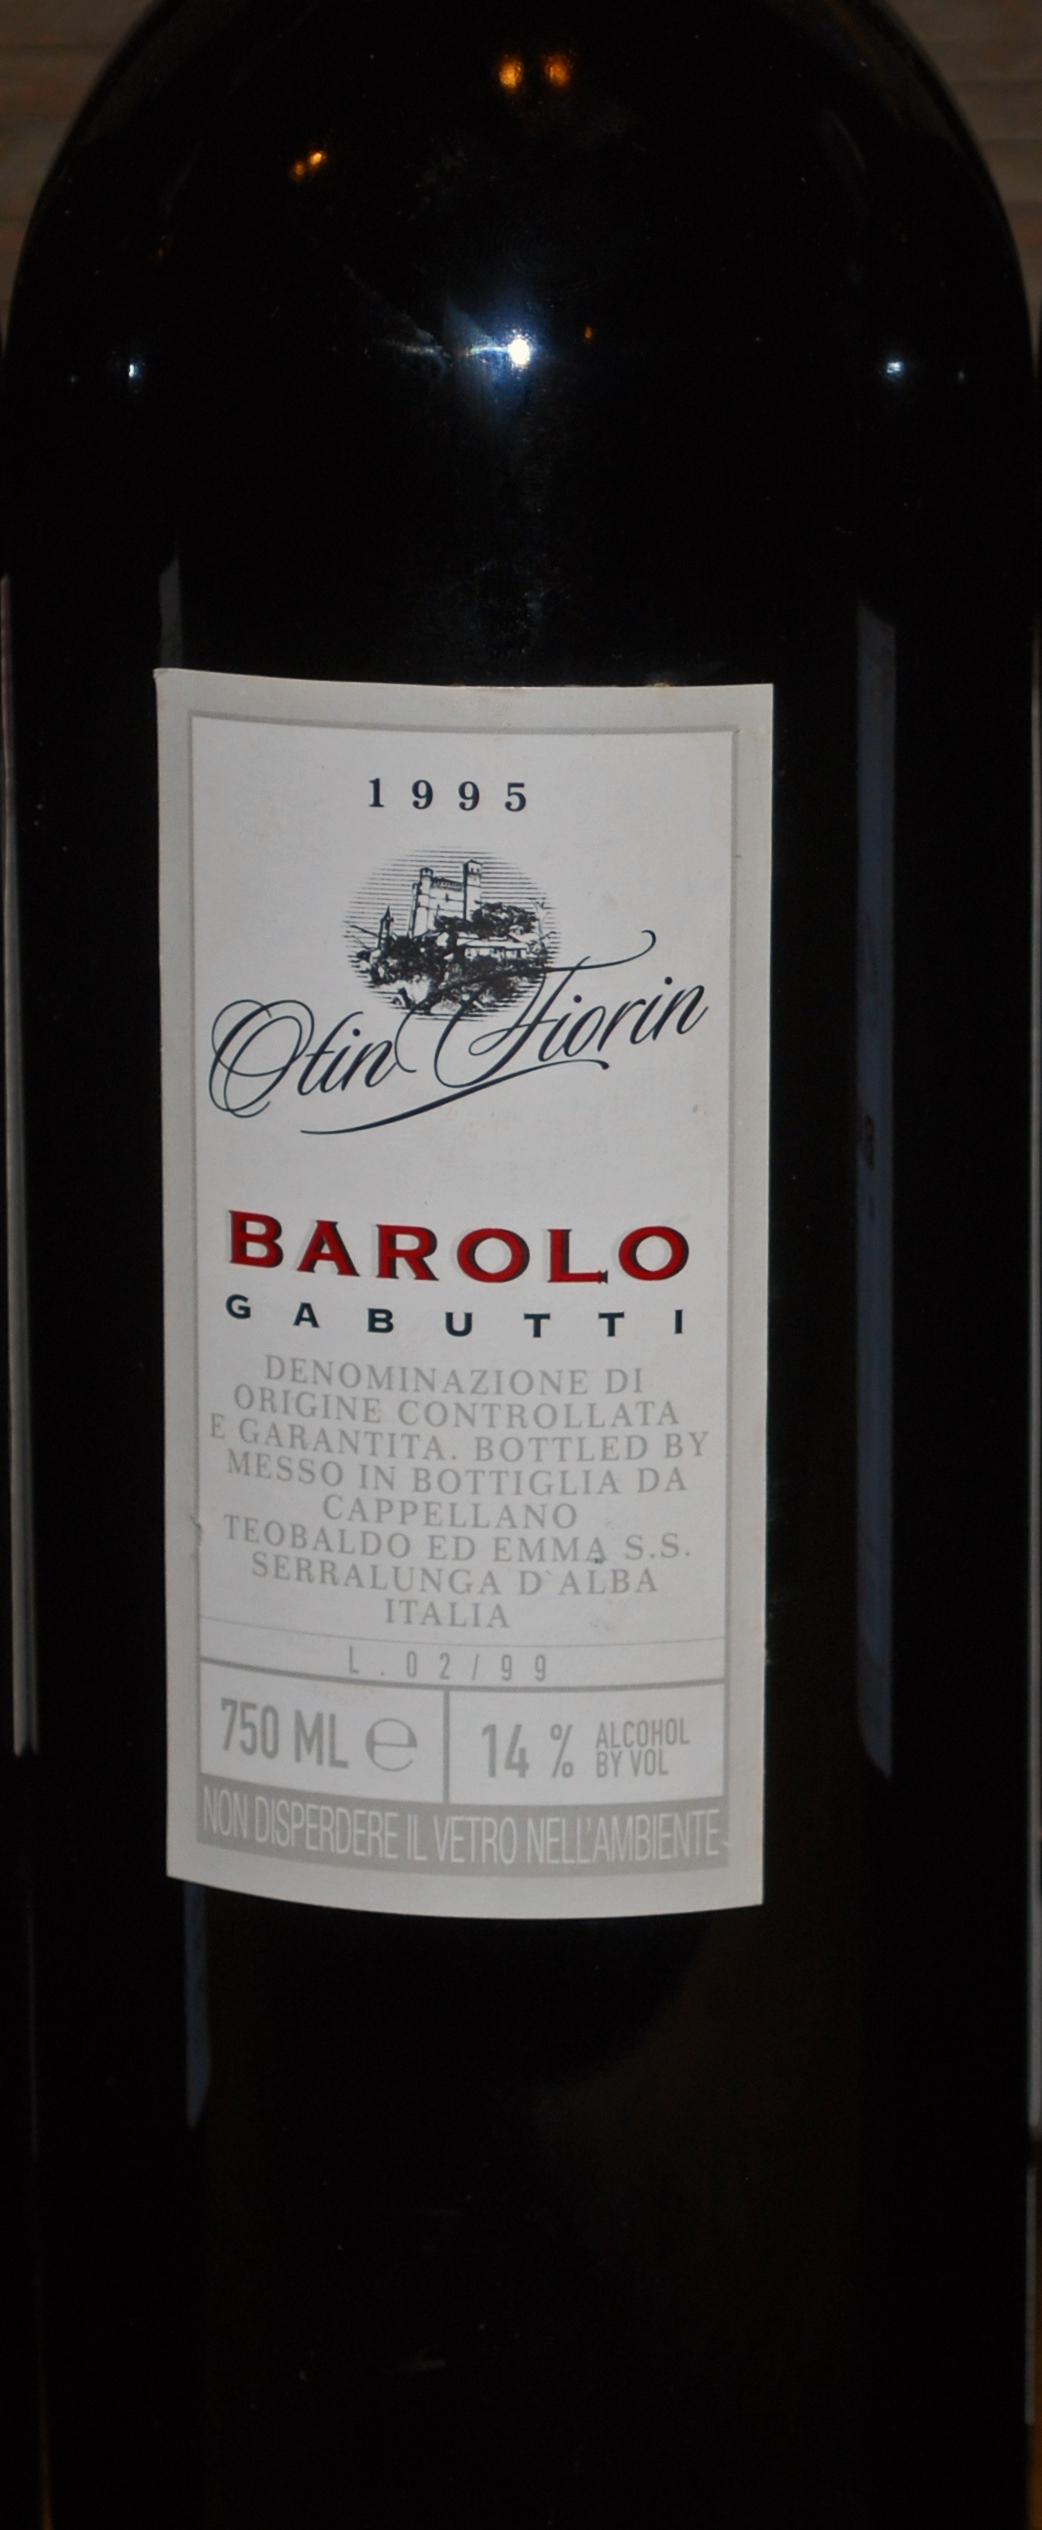 1995
Otin Fiorin
BAROLO
GABUTTI
DENOMINAZIONE DI
ORIGINE CONTROLLATA
E GARANTITA. BOTTLED BY
MESSO IN BOTTIGLIA DA
CAPPELLANO
TEOBALDO ED EMMA S.S.
SERRALUNGA D`ALBA
ITALIA
L.02/99
750 ML ℮
14 % ALCOHOL
BY VOL
NON DISPERDERE IL VETRO NELL'AMBIENTE